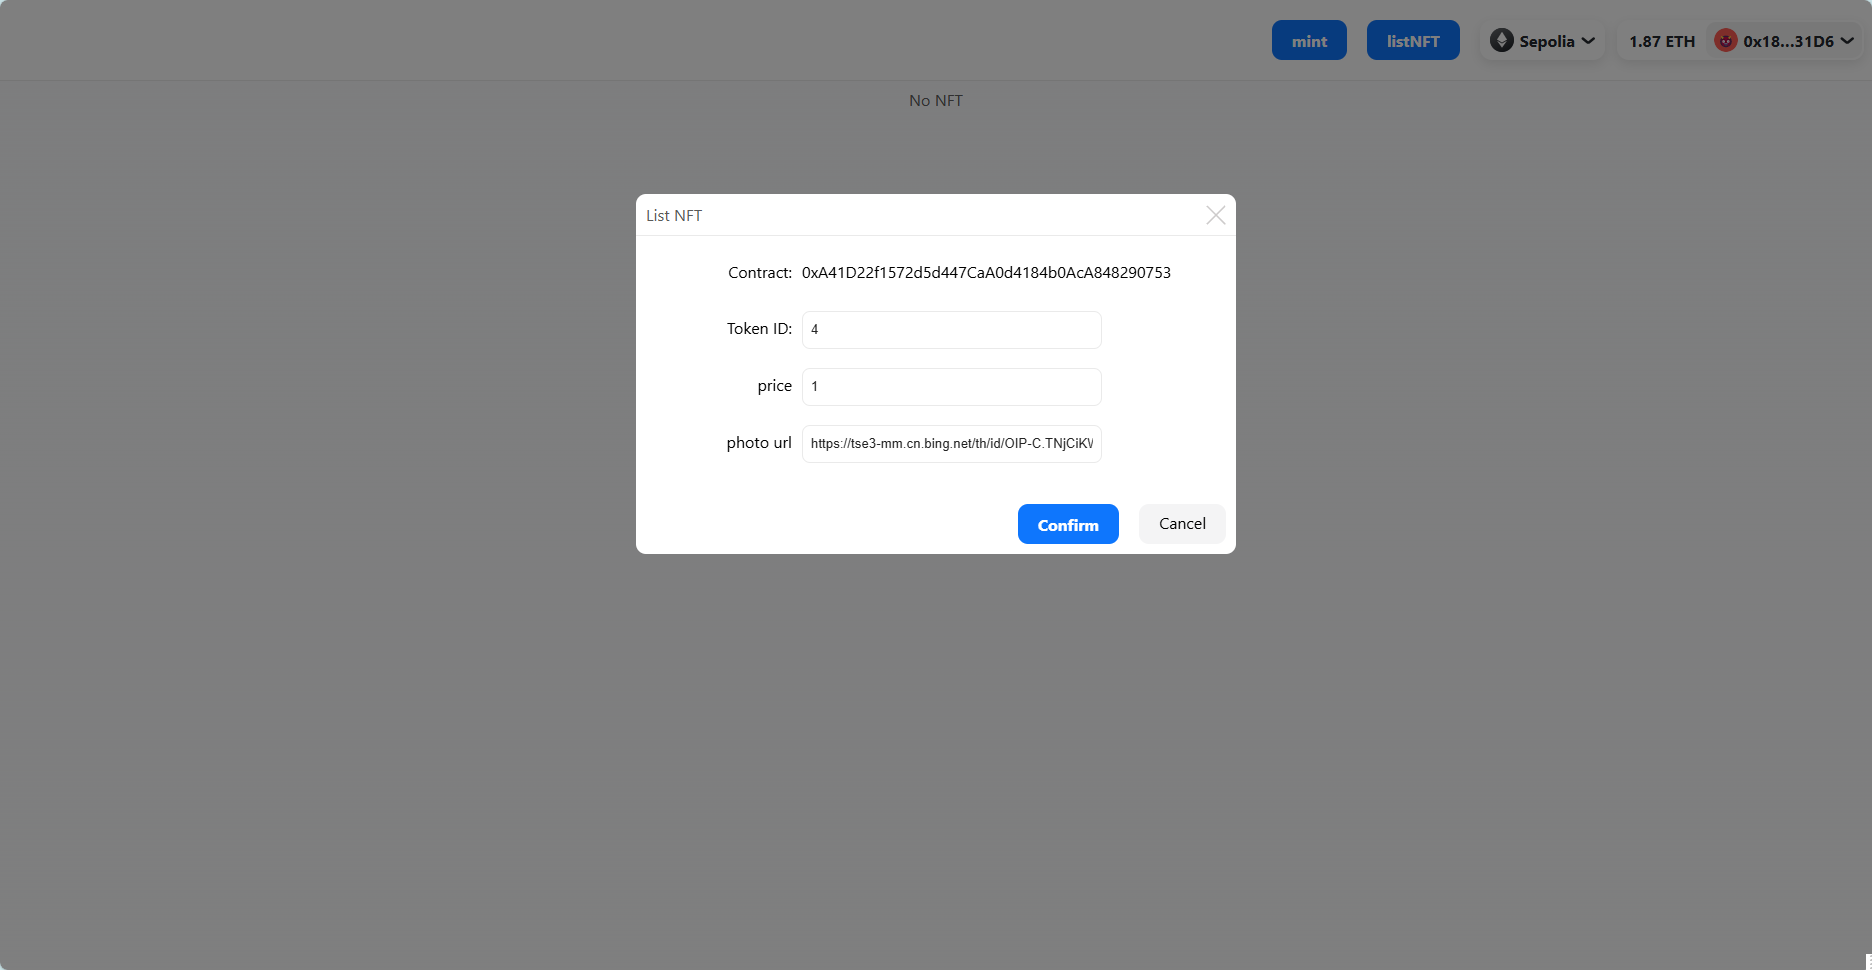 mint listNFT Sepolia 1.87 ETH 0x18...31D6
No NFT
List NFT
Contract: 0xA41D22f1572d5d447CaA0d4184b0AcA848290753
Token ID: 4
price 1
photo url https://tse3-mm.cn.bing.net/th/id/OIP-C.TNjCiKV
Confirm Cancel